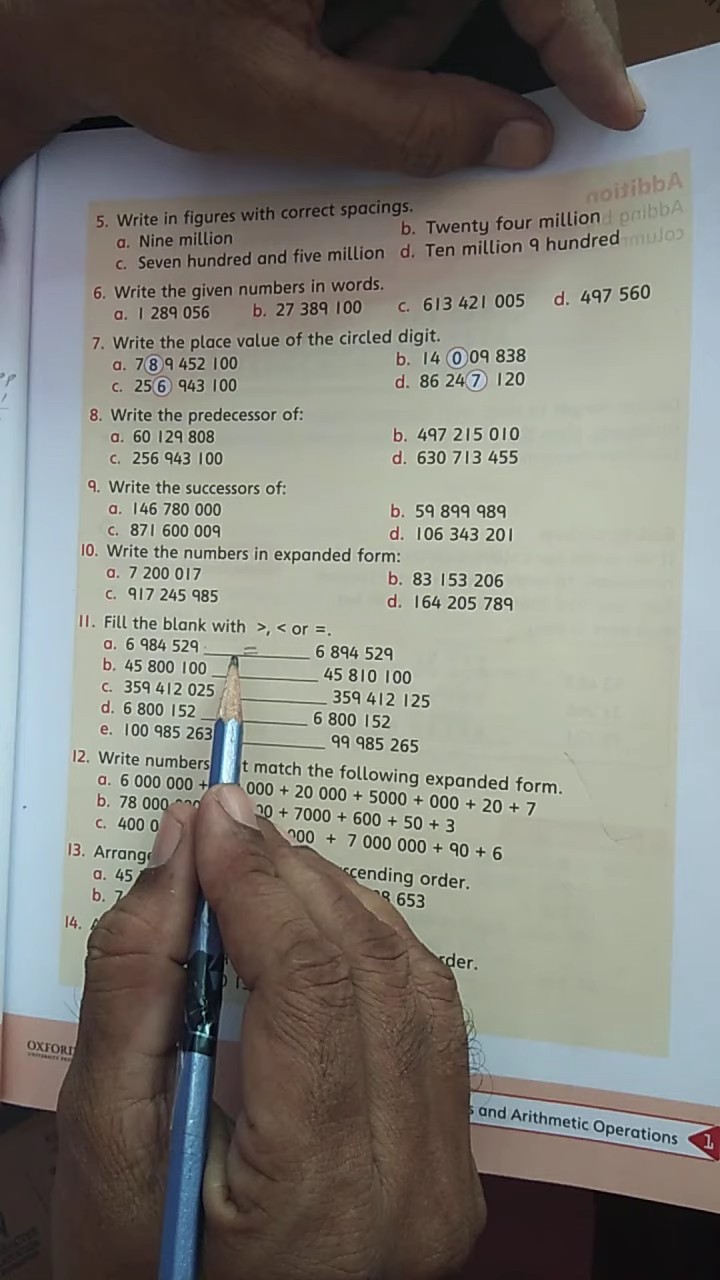 Addition
5. Write in figures with correct spacings.
a. Nine million
b. Twenty four million
c. Seven hundred and five million
d. Ten million 9 hundred
6. Write the given numbers in words.
a. 1 289 056 b. 27 389 100 c. 613 421 005 d. 497 560
7. Write the place value of the circled digit.
a. 789 452 100 b. 14 009 838
c. 256 943 100 d. 86 247 120
8. Write the predecessor of:
a. 60 129 808 b. 497 215 010
c. 256 943 100 d. 630 713 455
9. Write the successors of:
a. 146 780 000 b. 59 899 989
c. 871 600 009 d. 106 343 201
10. Write the numbers in expanded form:
a. 7 200 017 b. 83 153 206
c. 917 245 985 d. 164 205 789
11. Fill the blank with >, < or =.
a. 6 984 529 = 6 894 529
b. 45 800 100 45 810 100
c. 359 412 025 359 412 125
d. 6 800 152 6 800 152
e. 100 985 263 99 985 265
12. Write numbers t match the following expanded form.
a. 6 000 000 + 000 + 20 000 + 5000 + 000 + 20 + 7
b. 78 000 00 + 7000 + 600 + 50 + 3
c. 400 0 000 + 7 000 000 + 90 + 6
13. Arrange scending order.
a. 45
b. 7 8 653
14. rder.
OXFORD
s and Arithmetic Operations 1